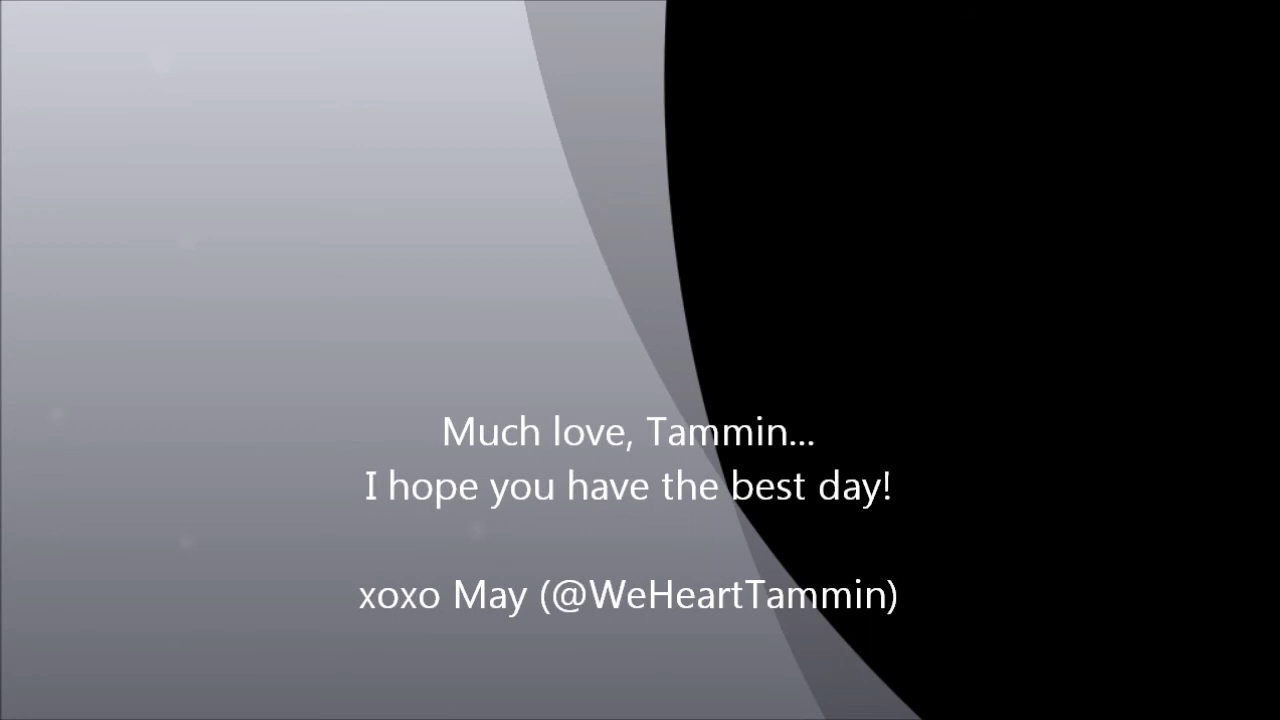 Much love, Tammin...
I hope you have the best day!
xoxo May (@WeHeartTammin)